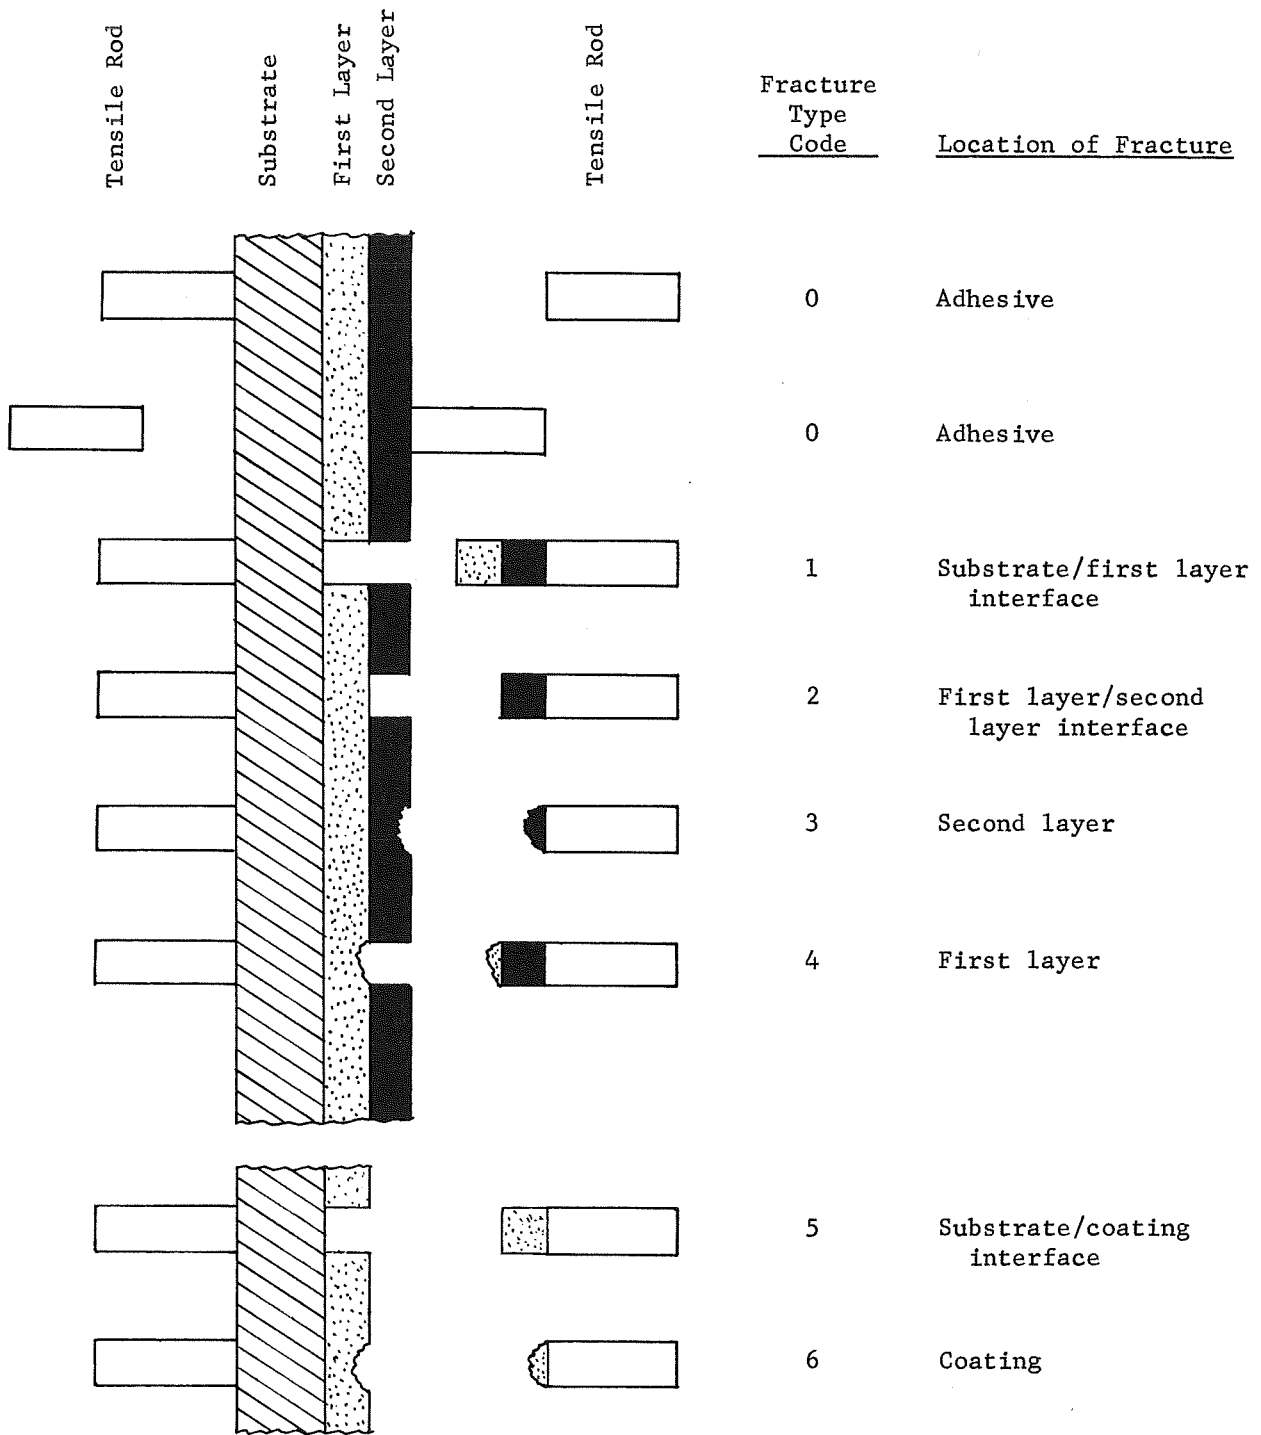 Tensile Rod
Substrate
First Layer
Second Layer
Tensile Rod
Fracture
Type
Code
Location of Fracture
0 Adhesive
0 Adhesive
1 Substrate/first layer
interface
2 First layer/second
layer interface
3 Second layer
4 First layer
5 Substrate/coating
interface
6 Coating